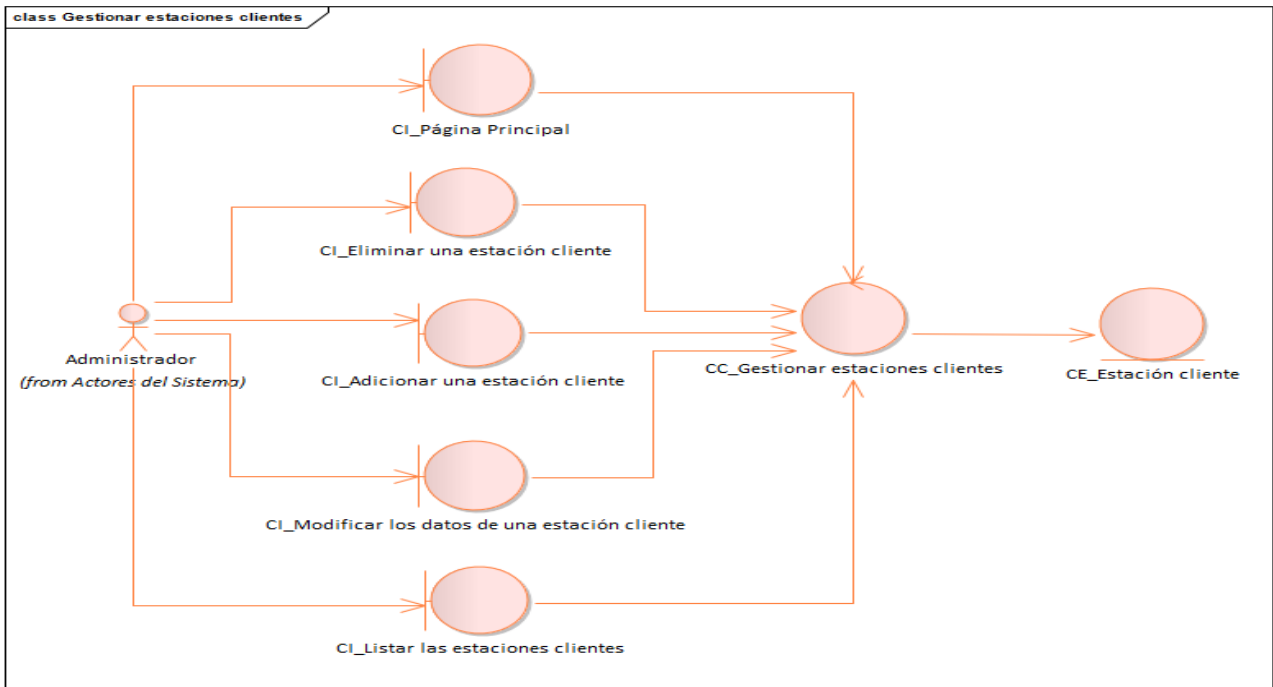 class Gestionar estaciones clientes
CI_Página Principal
CI_Eliminar una estación cliente
Administrador
(from Actores del Sistema)
CI_Adicionar una estación cliente
CC_Gestionar estaciones clientes
CE_Estación cliente
CI_Modificar los datos de una estación cliente
CI_Listar las estaciones clientes